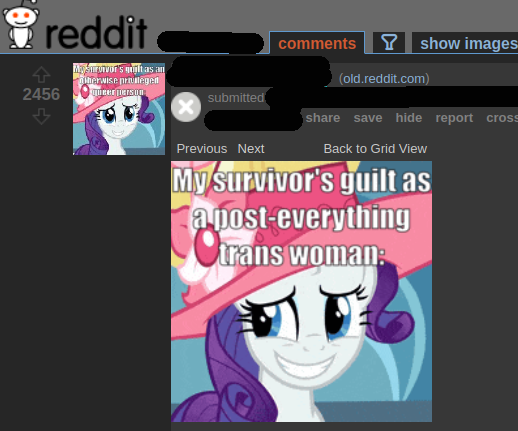 reddit
comments
show images
(old.reddit.com)
2456
My survivor's guilt as an
otherwise privileged
queer person:
submitted
share save hide report cross
Previous Next Back to Grid View
My survivor's guilt as
a post-everything
trans woman: